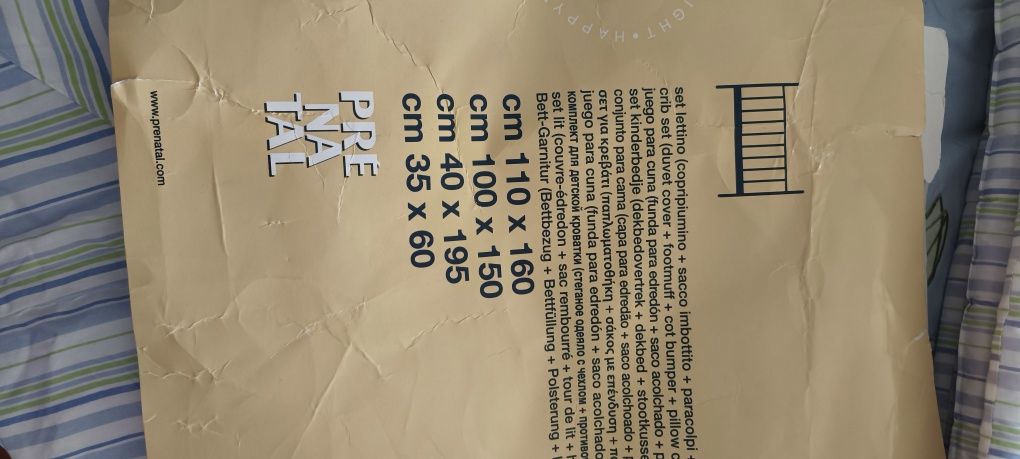 LIGHT • HAPPY
set lettino (copripiumino + sacco imbottito + paracolpi +
crib set (duvet cover + footmuff + cot bumper + pillow
juego para cuna (funda para edredón + saco acolchado +
set kinderbedje (dekbedovertrek + dekbed +
conjunto para cama (capa para edredão + saco acolchoado +
σετ για κρεβάτι (παπλωματοθήκη + σάκος με επένδυση +
juego para cuna (funda para edredón + saco acolchado
комплект для детской кроватки (стеганое одеяло с чехлом +
set lit (couvre-édredon + sac rembourré + tour de lit +
Bett-Garnitur (Bettbezug + Bettfüllung + Polsterung +
cm 110 x 160
cm 100 x 150
cm 40 x 195
cm 35 x 60
PRÉ
NA
TAL
www.prenatal.com